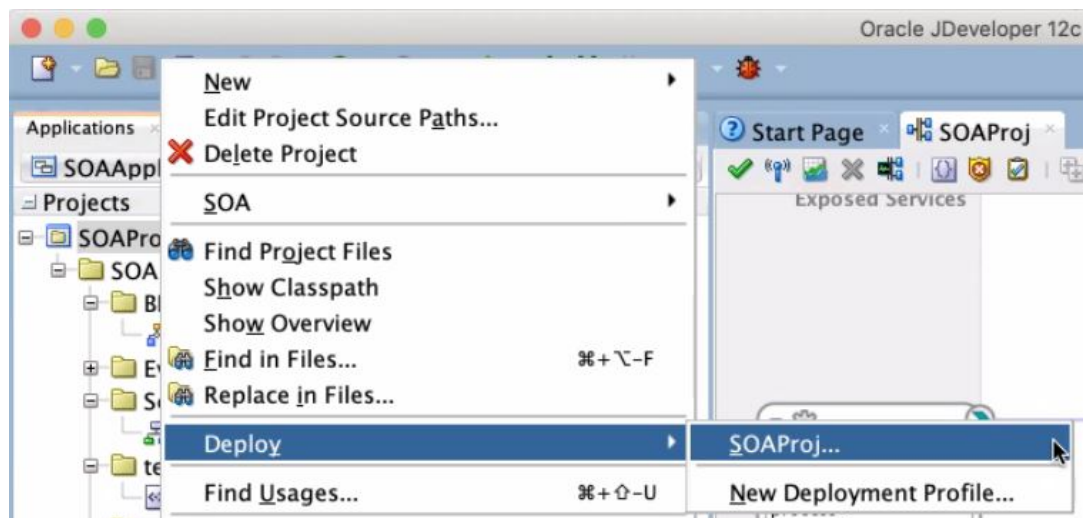 Oracle JDeveloper 12c
Applications
SOAAppl
Projects
SOAPro
SOA
New
Edit Project Source Paths...
Delete Project
SOA
Find Project Files
Show Classpath
Show Overview
Find in Files... ⌘+⌥-F
Replace in Files...
Deploy
Find Usages... ⌘+⇧-U
Start Page
SOAProj
Exposed Services
SOAProj...
New Deployment Profile...